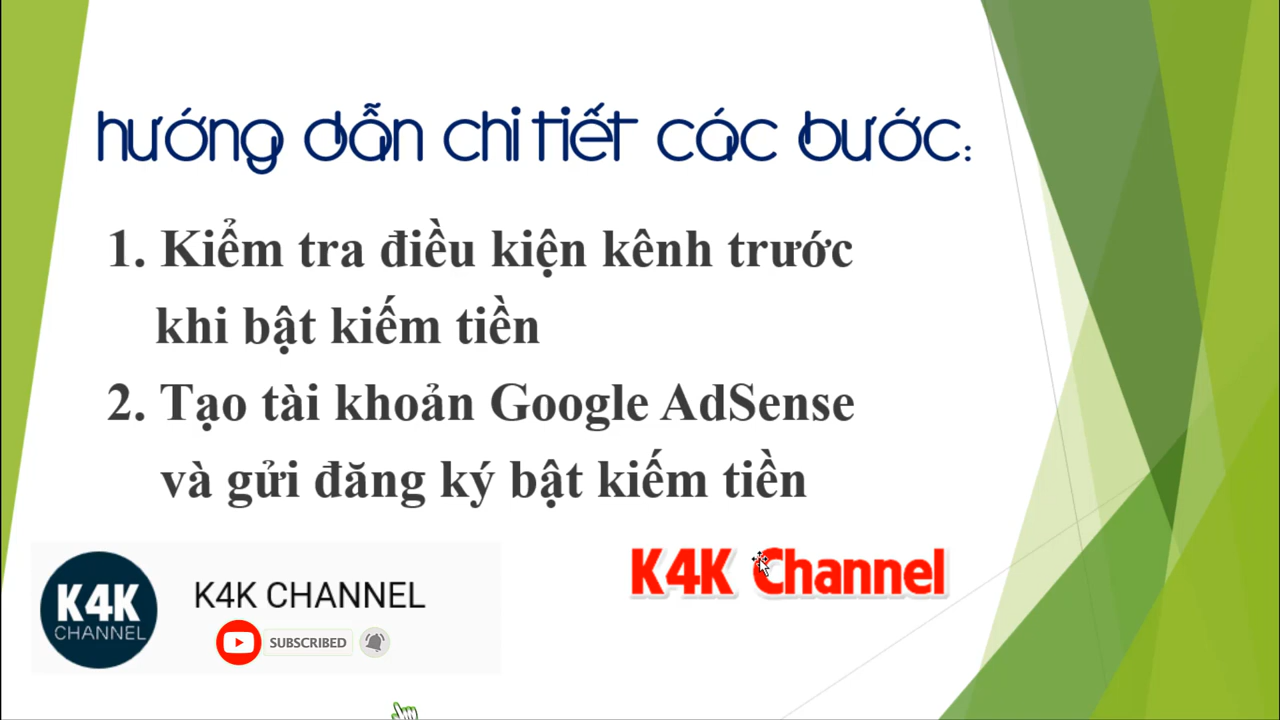 hướng dẫn chi tiết các bước:
1. Kiểm tra điều kiện kênh trước
khi bật kiếm tiền
2. Tạo tài khoản Google AdSense
và gửi đăng ký bật kiếm tiền
K4K
CHANNEL
K4K CHANNEL
SUBSCRIBED
K4K Channel